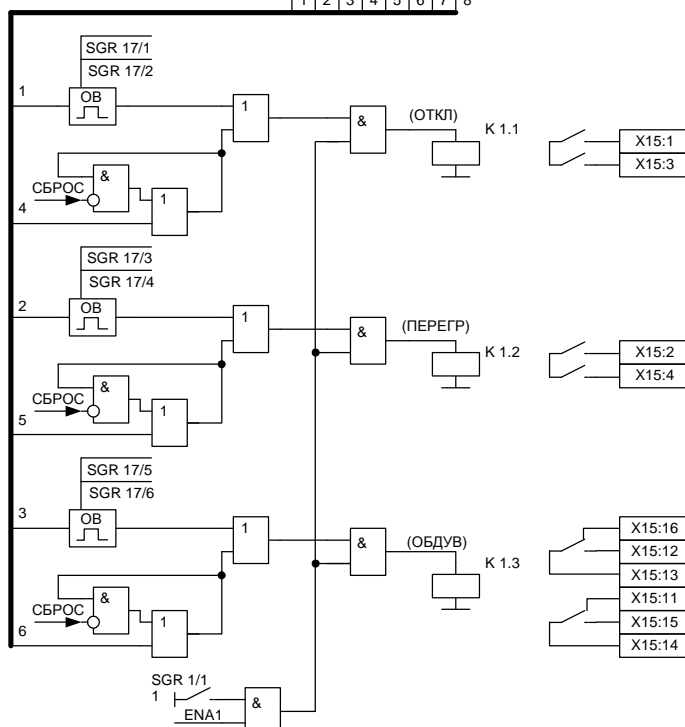 1 2 3 4 5 6 7 8
SGR 17/1
SGR 17/2
1
ОВ
1
&
(ОТКЛ)
К 1.1
X15:1
X15:3
СБРОС
&
1
4
SGR 17/3
SGR 17/4
2
ОВ
1
&
(ПЕРЕГР)
К 1.2
X15:2
X15:4
СБРОС
&
1
5
SGR 17/5
SGR 17/6
3
ОВ
1
&
(ОБДУВ)
К 1.3
X15:16
X15:12
X15:13
X15:11
X15:15
X15:14
СБРОС
&
1
6
SGR 1/1
1
&
ENA1